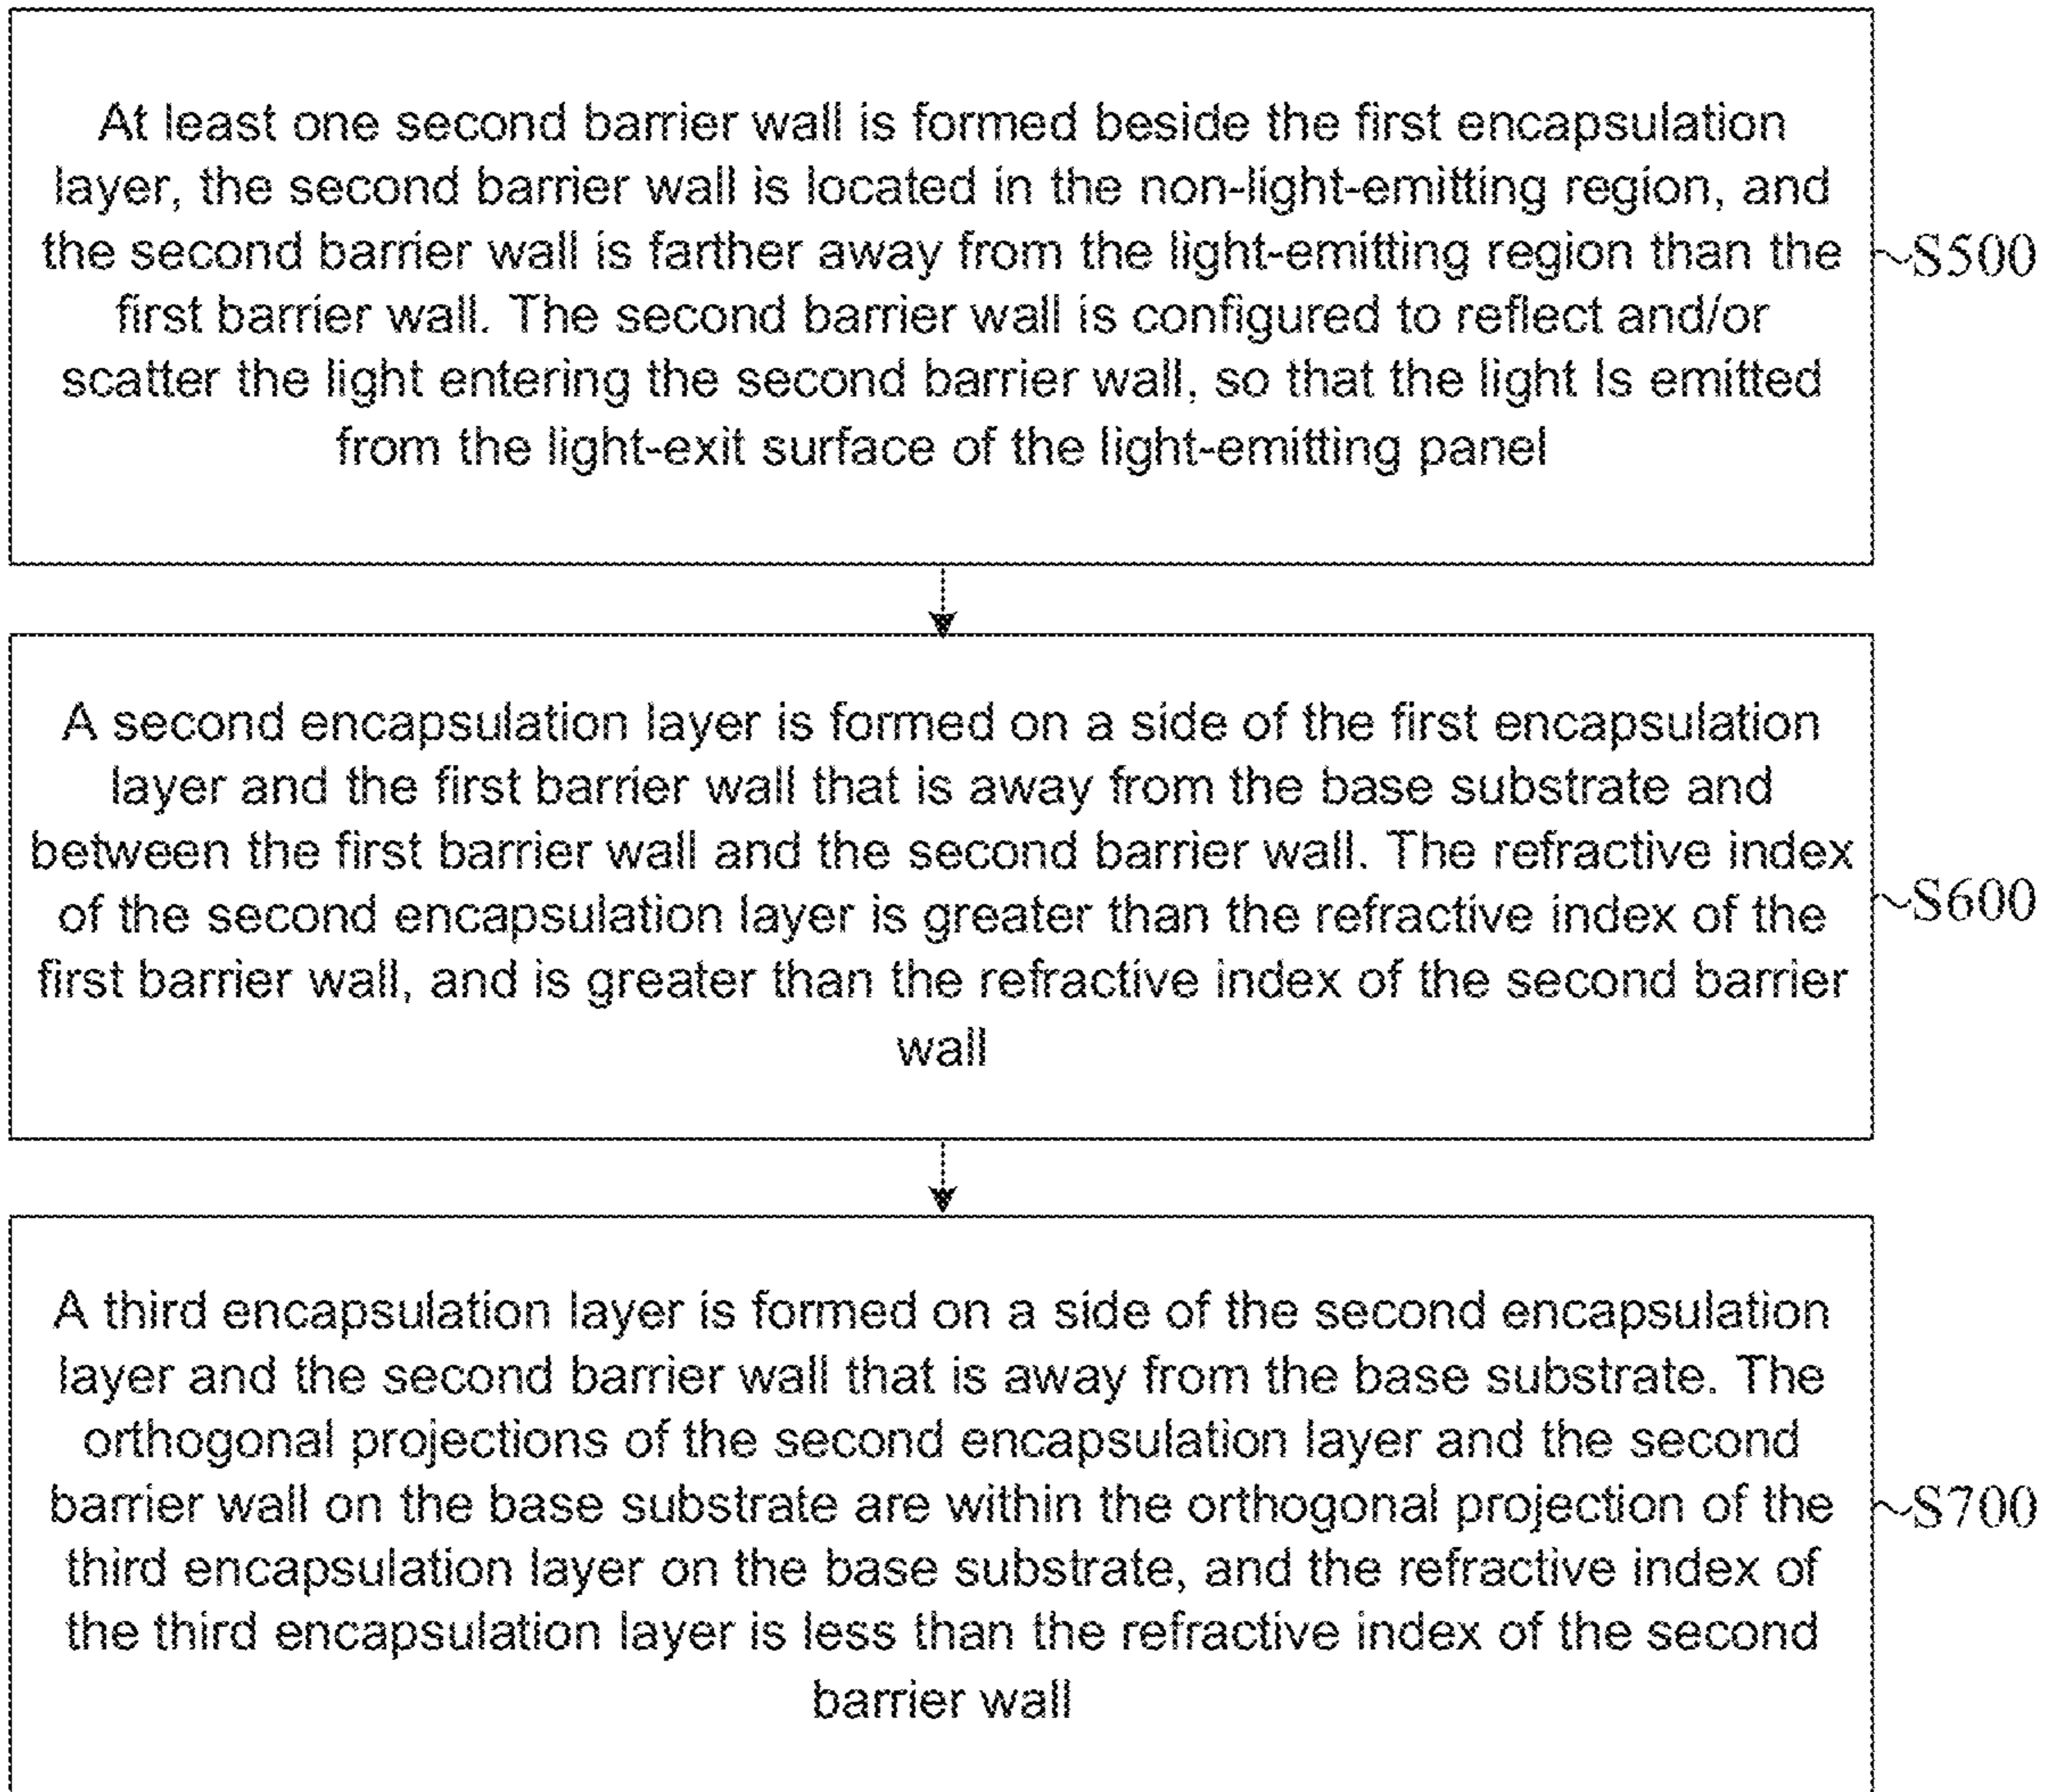 At least one second barrier wall is formed beside the first encapsulation
layer, the second barrier wall is located in the non-light-emitting region, and
the second barrier wall is farther away from the light-emitting region than the
first barrier wall. The second barrier wall is configured to reflect and/or
scatter the light entering the second barrier wall, so that the light Is emitted
from the light-exit surface of the light-emitting panel
S500
A second encapsulation layer is formed on a side of the first encapsulation
layer and the first barrier wall that is away from the base substrate and
between the first barrier wall and the second barrier wall. The refractive index
of the second encapsulation layer is greater than the refractive index of the
first barrier wall, and is greater than the refractive index of the second barrier
wall
S600
A third encapsulation layer is formed on a side of the second encapsulation
layer and the second barrier wall that is away from the base substrate. The
orthogonal projections of the second encapsulation layer and the second
barrier wall on the base substrate are within the orthogonal projection of the
third encapsulation layer on the base substrate, and the refractive index of
the third encapsulation layer is less than the refractive index of the second
barrier wall
S700